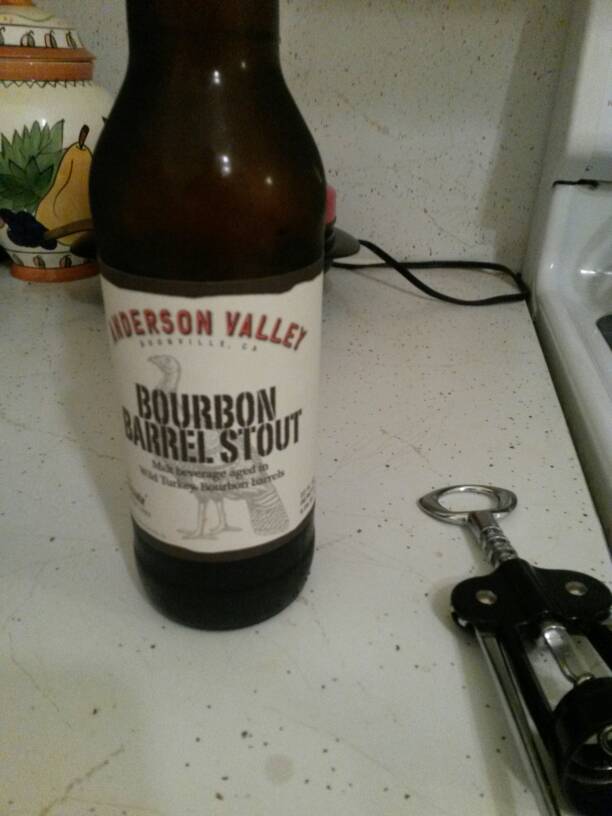 ANDERSON VALLEY
BOONVILLE, CA
BOURBON
BARREL STOUT
Malt beverage aged in
Wild Turkey Bourbon barrels